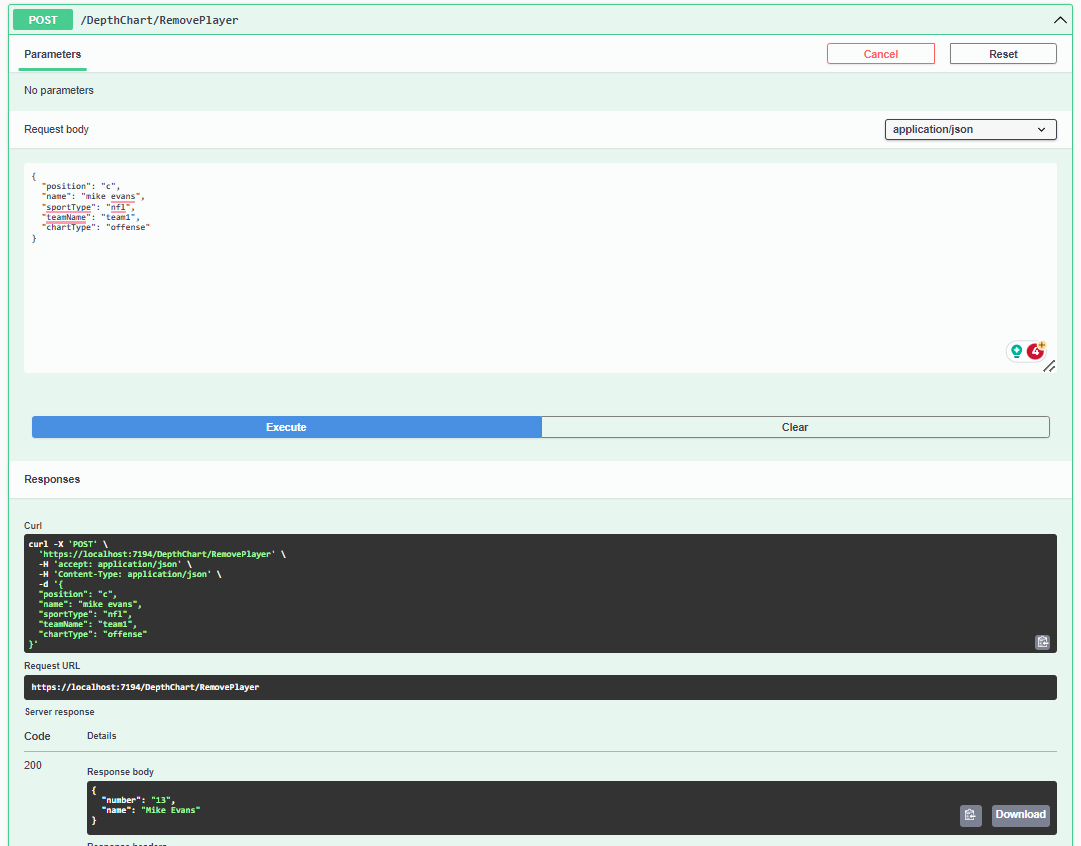 POST /DepthChart/RemovePlayer
Parameters
Cancel
Reset
No parameters
Request body
application/json
{
"position": "c",
"name": "mike evans",
"sportType": "nfl",
"teamName": "team1",
"chartType": "offense"
}
4
Execute
Clear
Responses
Curl
curl -X 'POST' \
'https://localhost:7194/DepthChart/RemovePlayer' \
-H 'accept: application/json' \
-H 'Content-Type: application/json' \
-d '{
"position": "c",
"name": "mike evans",
"sportType": "nfl",
"teamName": "team1",
"chartType": "offense"
}'
Request URL
https://localhost:7194/DepthChart/RemovePlayer
Server response
Code Details
200
Response body
{
"number": "13",
"name": "Mike Evans"
}
Download
Response headers